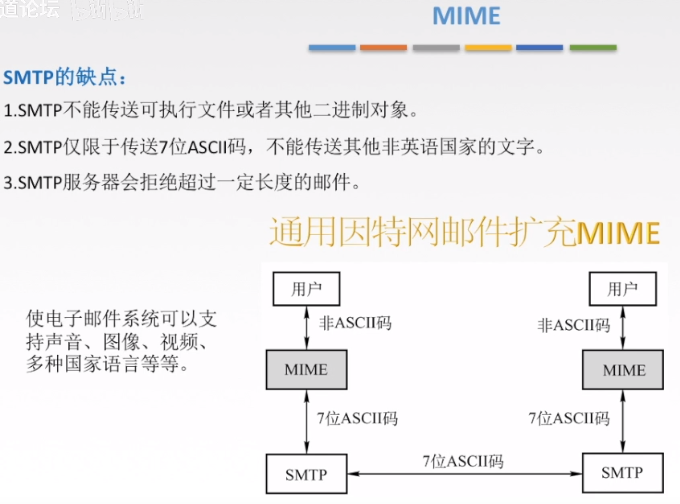 道论坛
MIME
SMTP的缺点：
1.SMTP不能传送可执行文件或者其他二进制对象。
2.SMTP仅限于传送7位ASCII码，不能传送其他非英语国家的文字。
3.SMTP服务器会拒绝超过一定长度的邮件。
通用因特网邮件扩充MIME
使电子邮件系统可以支
持声音、图像、视频、
多种国家语言等等。
用户
用户
非ASCII码
非ASCII码
MIME
MIME
7位ASCII码
7位ASCII码
SMTP
7位ASCII码
SMTP